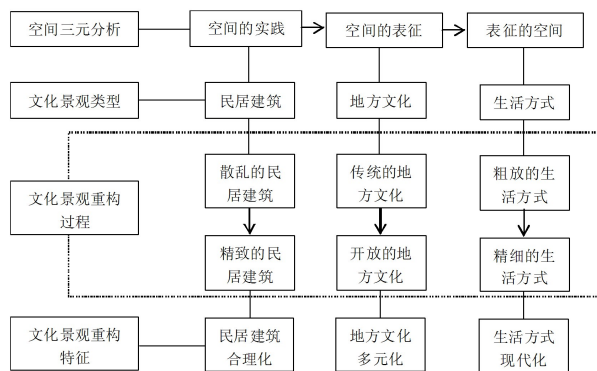 空间三元分析
空间的实践
空间的表征
表征的空间
文化景观类型
民居建筑
地方文化
生活方式
文化景观重构
过程
散乱的民
居建筑
传统的地
方文化
粗放的生
活方式
精致的民
居建筑
开放的地
方文化
精细的生
活方式
文化景观重构
特征
民居建筑
合理化
地方文化
多元化
生活方式
现代化